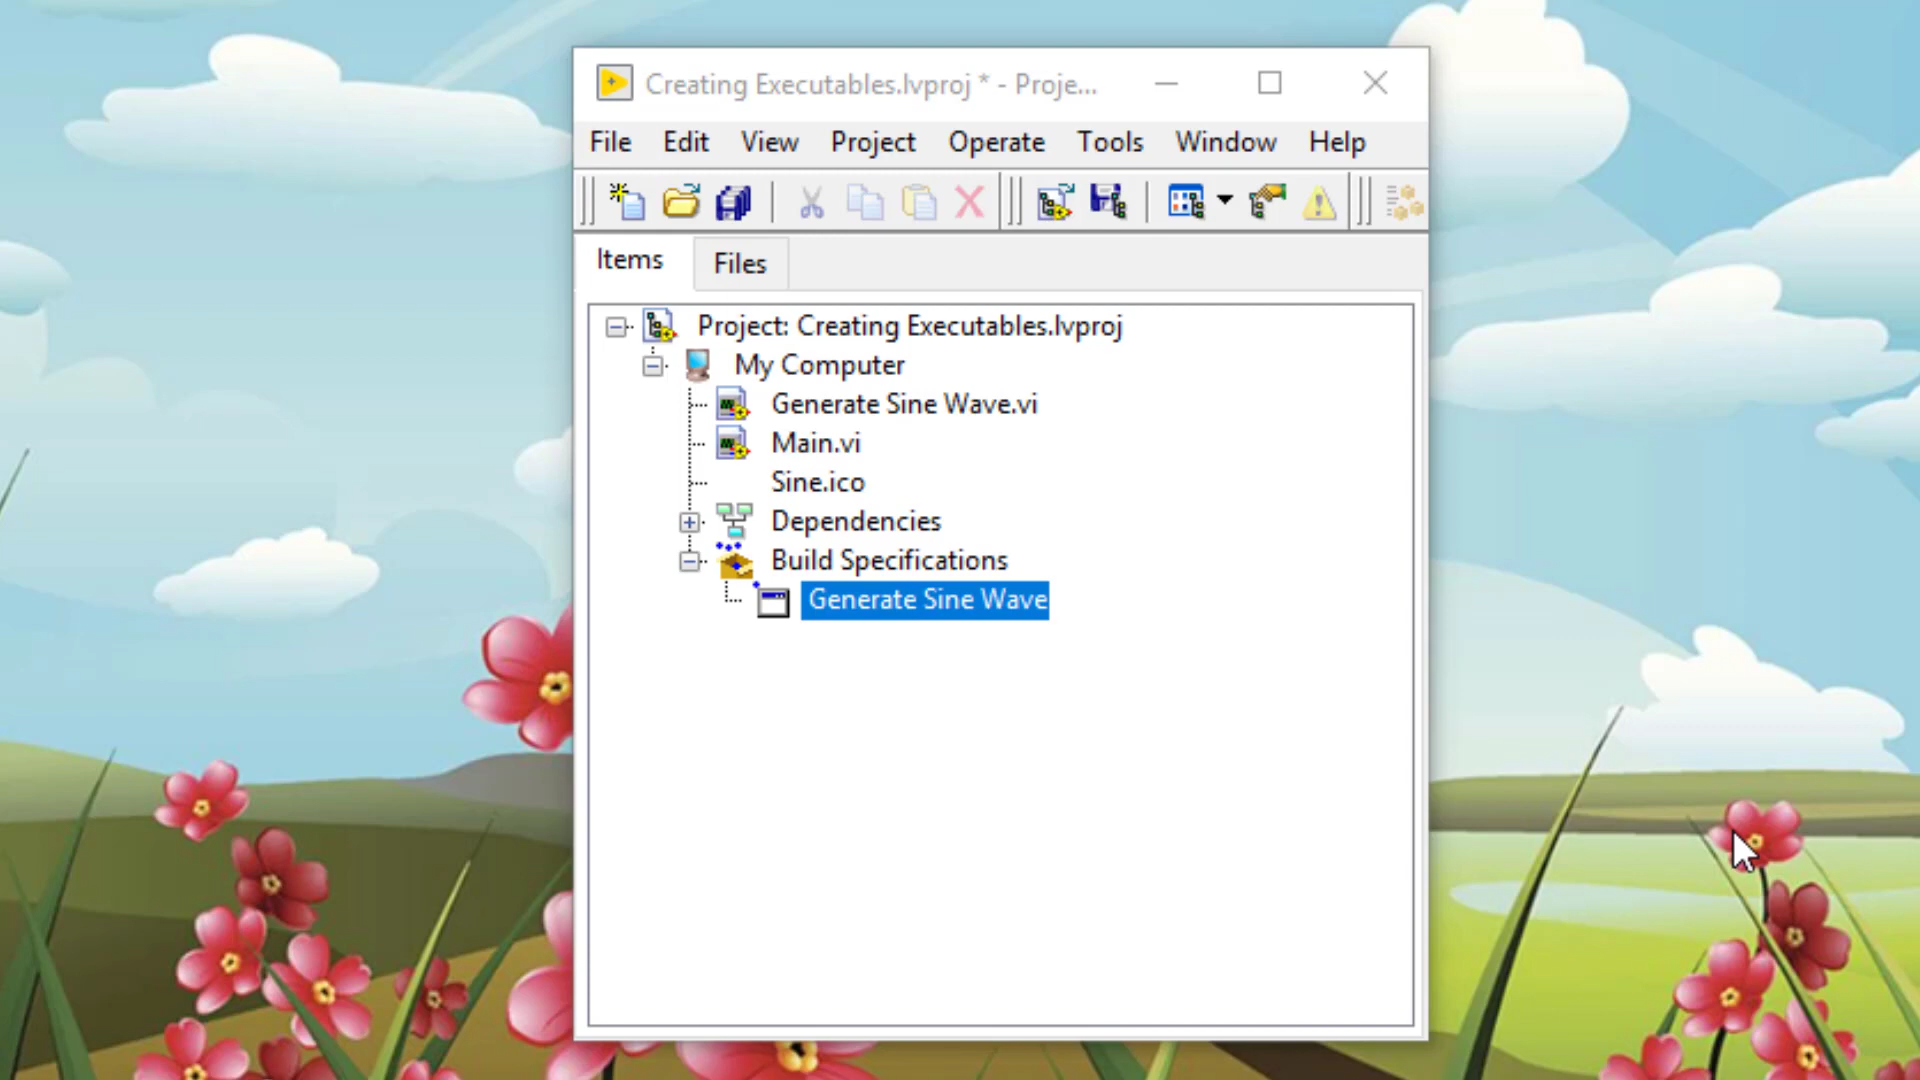 Creating Executables.lvproj * - Proje...
File Edit View Project Operate Tools Window Help
Items Files
Project: Creating Executables.lvproj
My Computer
Generate Sine Wave.vi
Main.vi
Sine.ico
Dependencies
Build Specifications
Generate Sine Wave